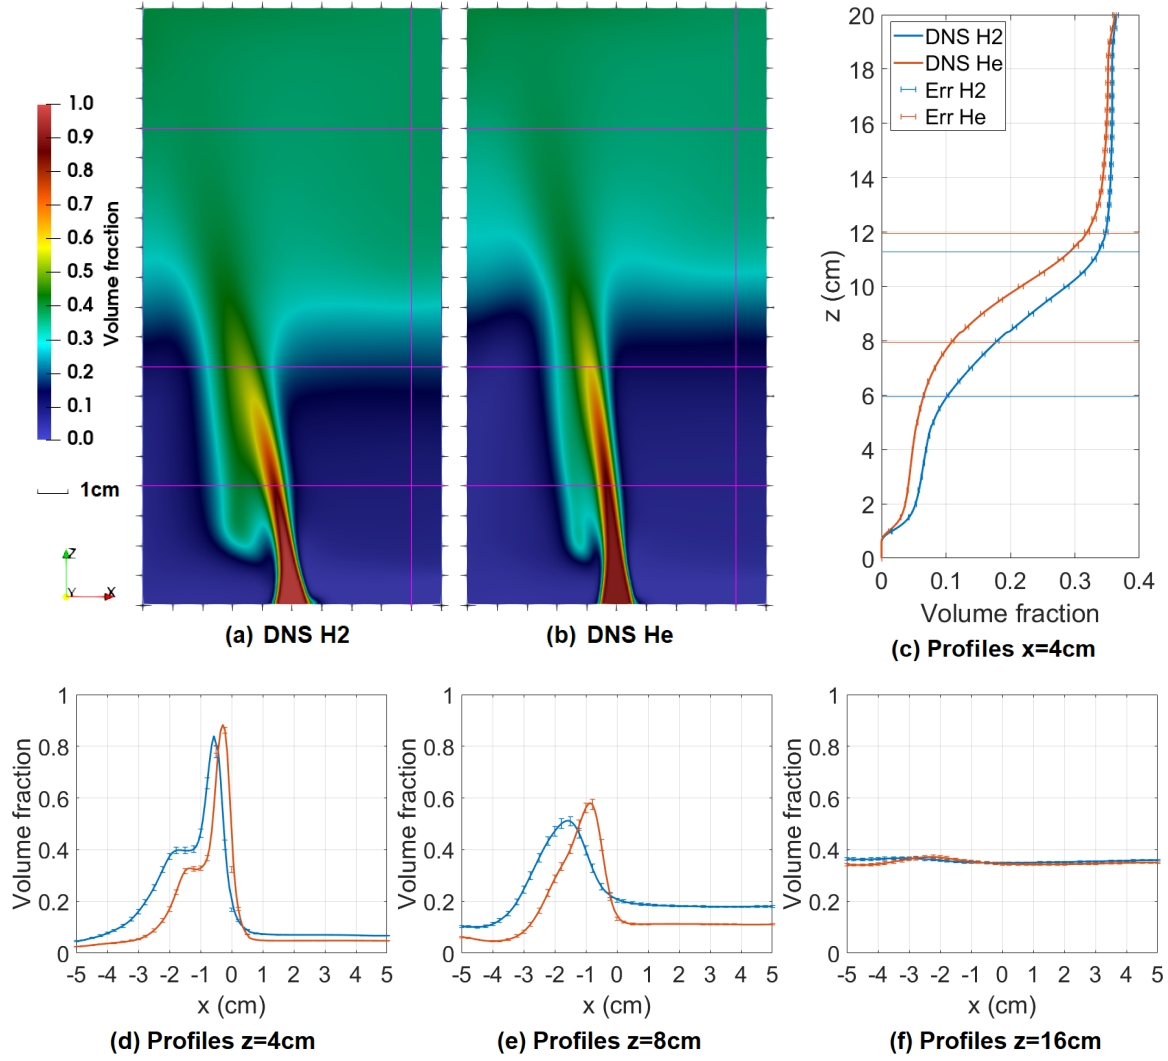 1.0
0.9
0.8
0.7
0.6
0.5
0.4
0.3
0.2
0.1
0.0
Volume fraction
1cm
Z
Y
X
(a) DNS H2
(b) DNS He
20
18
16
14
12
10
8
6
4
2
0
z (cm)
DNS H2
DNS He
Err H2
Err He
0 0.1 0.2 0.3 0.4
Volume fraction
(c) Profiles x=4cm
1
0.8
0.6
0.4
0.2
0
Volume fraction
-5 -4 -3 -2 -1 0 1 2 3 4 5
x (cm)
(d) Profiles z=4cm
1
0.8
0.6
0.4
0.2
0
Volume fraction
-5 -4 -3 -2 -1 0 1 2 3 4 5
x (cm)
(e) Profiles z=8cm
1
0.8
0.6
0.4
0.2
0
Volume fraction
-5 -4 -3 -2 -1 0 1 2 3 4 5
x (cm)
(f) Profiles z=16cm